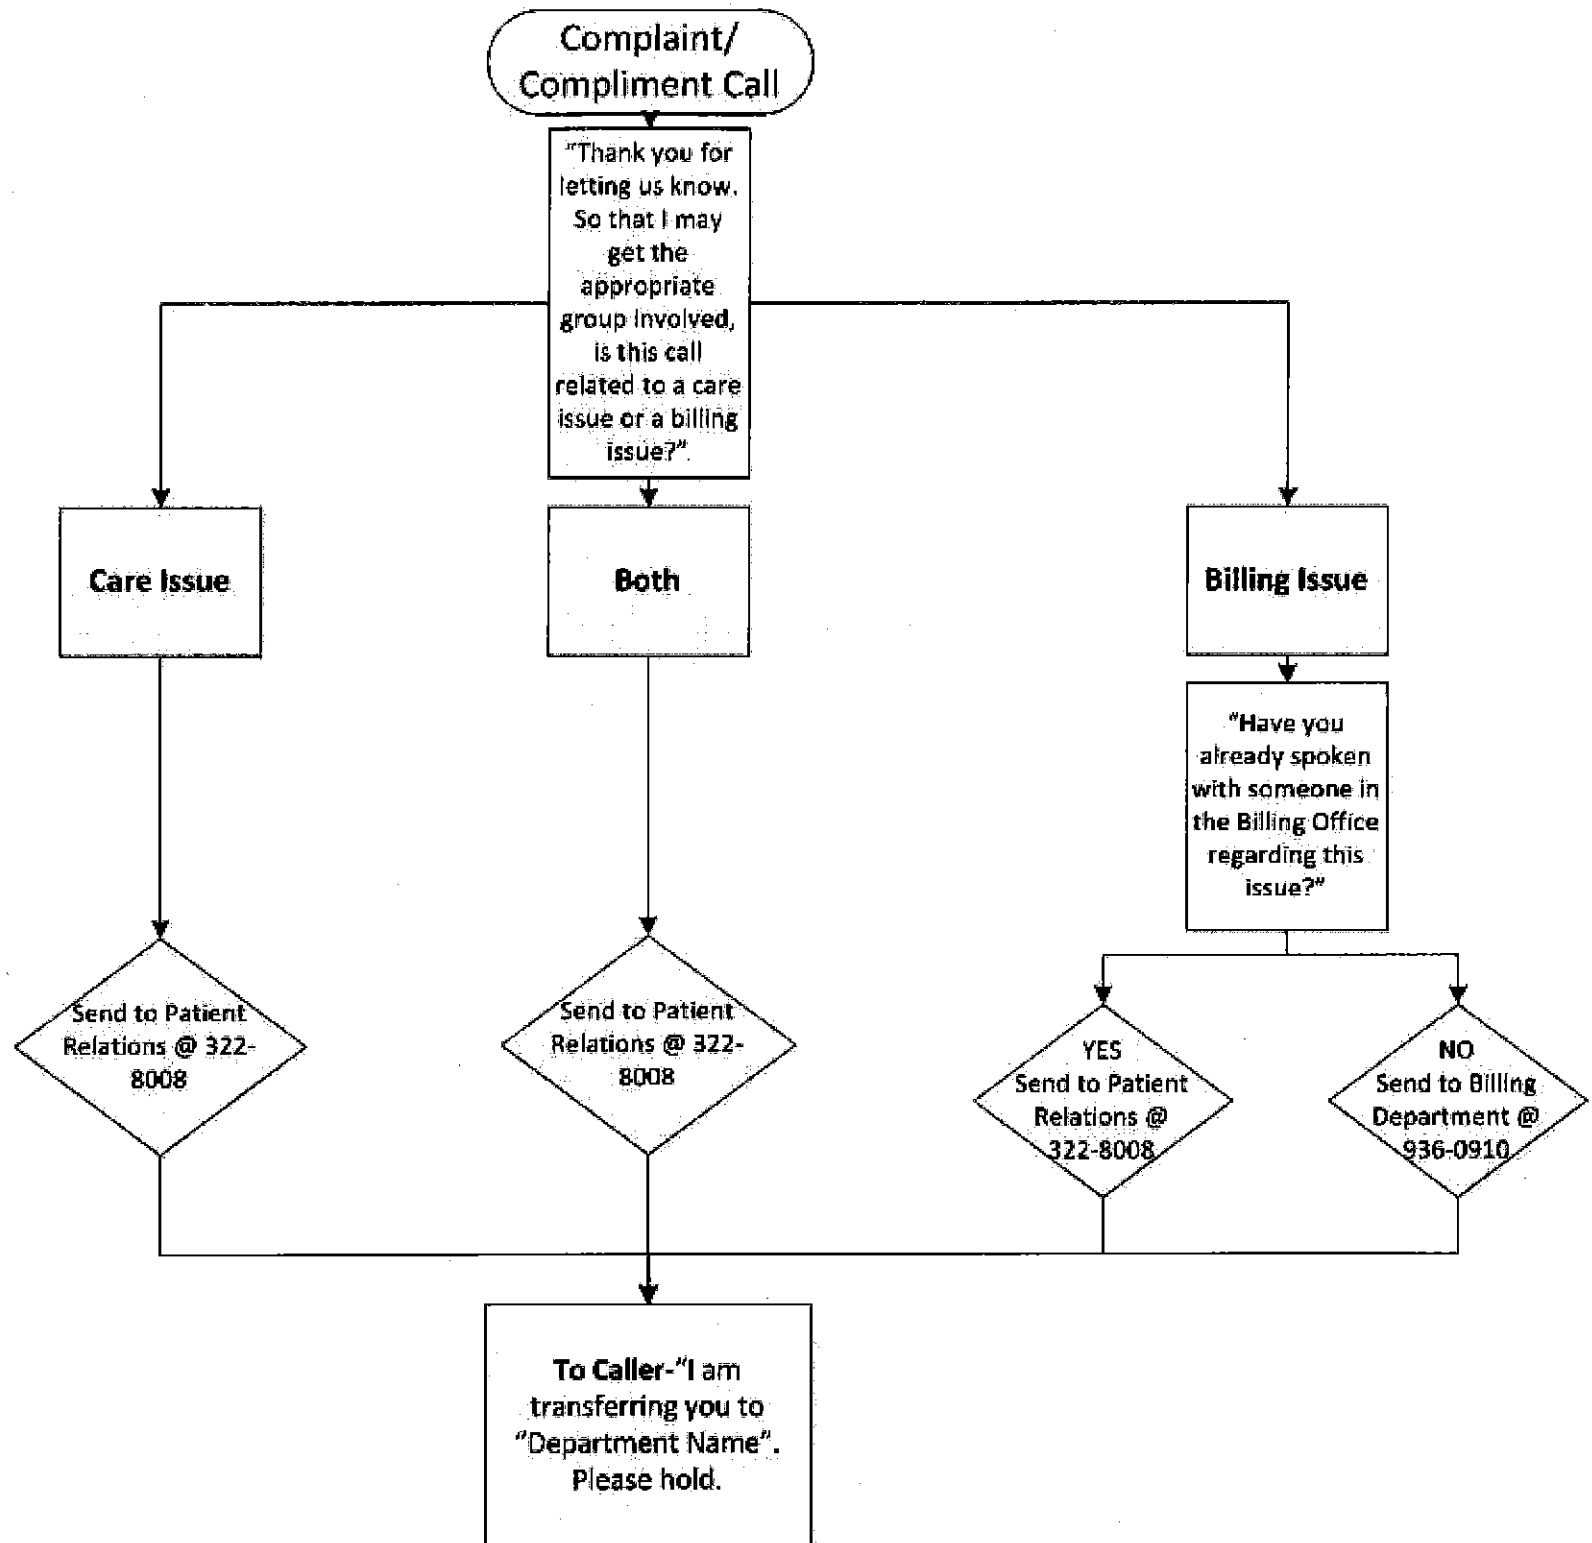 Complaint/
Compliment Call
"Thank you for
letting us know.
So that I may
get the
appropriate
group involved,
is this call
related to a care
issue or a billing
issue?".
Care Issue
Both
Billing Issue
"Have you
already spoken
with someone in
the Billing Office
regarding this
issue?"
Send to Patient
Relations @ 322-
8008
Send to Patient
Relations @ 322-
8008
YES
Send to Patient
Relations @
322-8008
NO
Send to Billing
Department @
936-0910
To Caller-"I am
transferring you to
"Department Name".
Please hold.